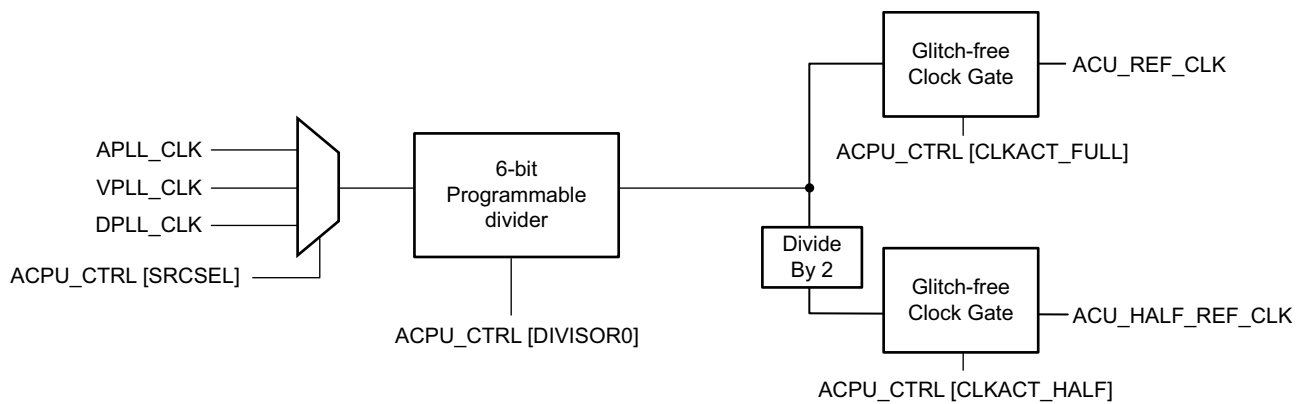 Glitch-free
Clock Gate
ACU_REF_CLK
ACPU_CTRL [CLKACT_FULL]
APLL_CLK
VPLL_CLK
DPLL_CLK
ACPU_CTRL [SRCSEL]
6-bit
Programmable
divider
ACPU_CTRL [DIVISOR0]
Divide
By 2
Glitch-free
Clock Gate
ACU_HALF_REF_CLK
ACPU_CTRL [CLKACT_HALF]